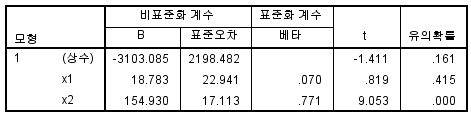 비표준화 계수 표준화 계수
모형 B 표준오차 베타 t 유의확률
1 (상수) -3103.085 2198.482 -1.411 .161
x1 18.783 22.941 .070 .819 .415
x2 154.930 17.113 .771 9.053 .000